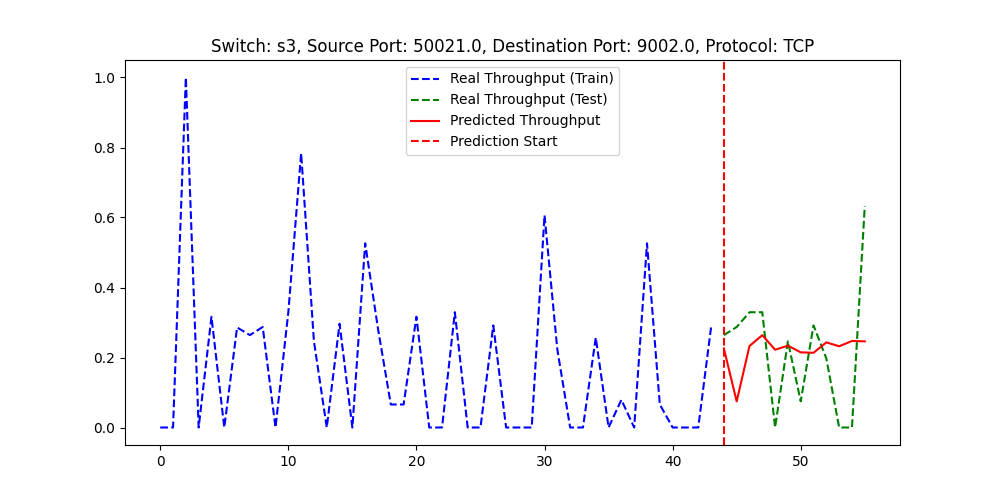 Switch: s3, Source Port: 50021.0, Destination Port: 9002.0, Protocol: TCP
1.0
0.8
0.6
0.4
0.2
0.0
Real Throughput (Train)
Real Throughput (Test)
Predicted Throughput
Prediction Start
0 10 20 30 40 50